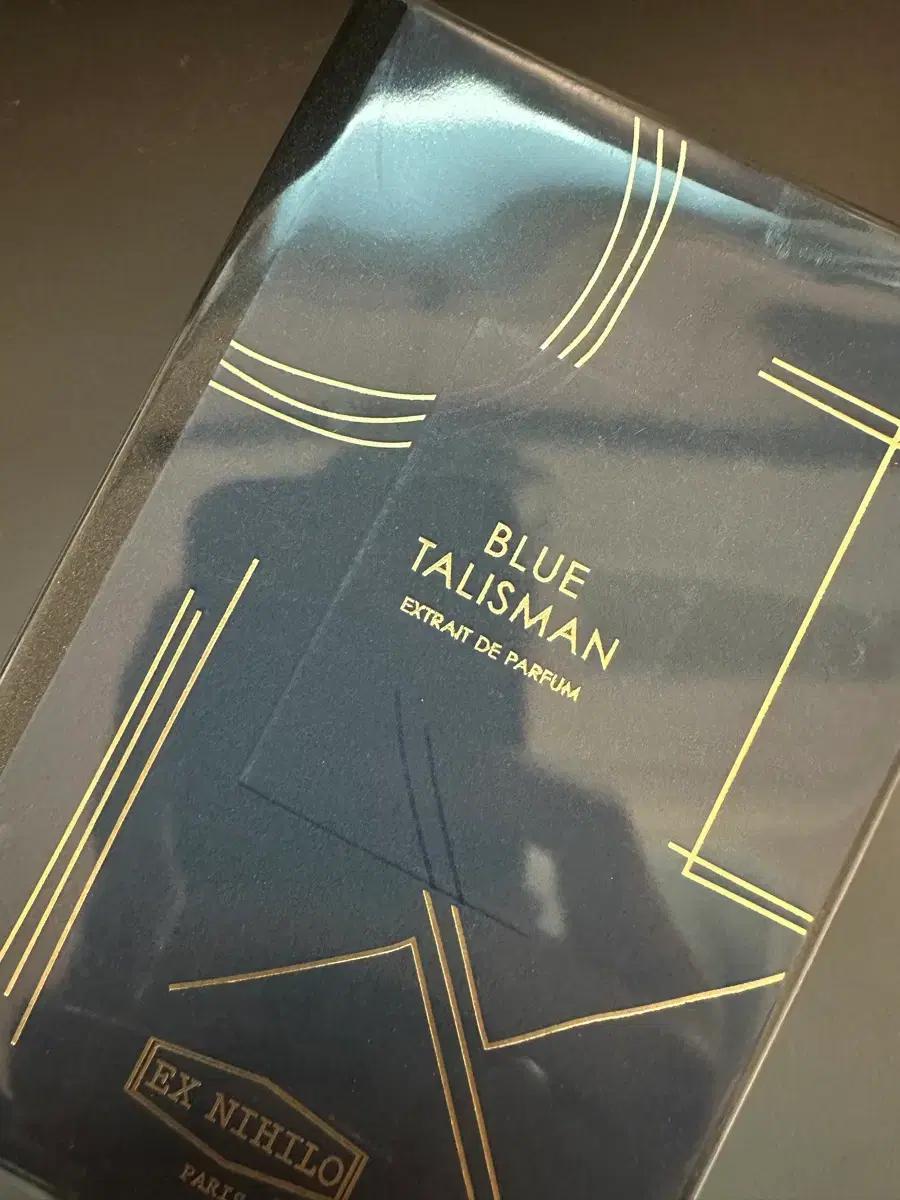 BLUE
TALISMAN
EXTRAIT DE PARFUM
EX NIHILO
PARIS